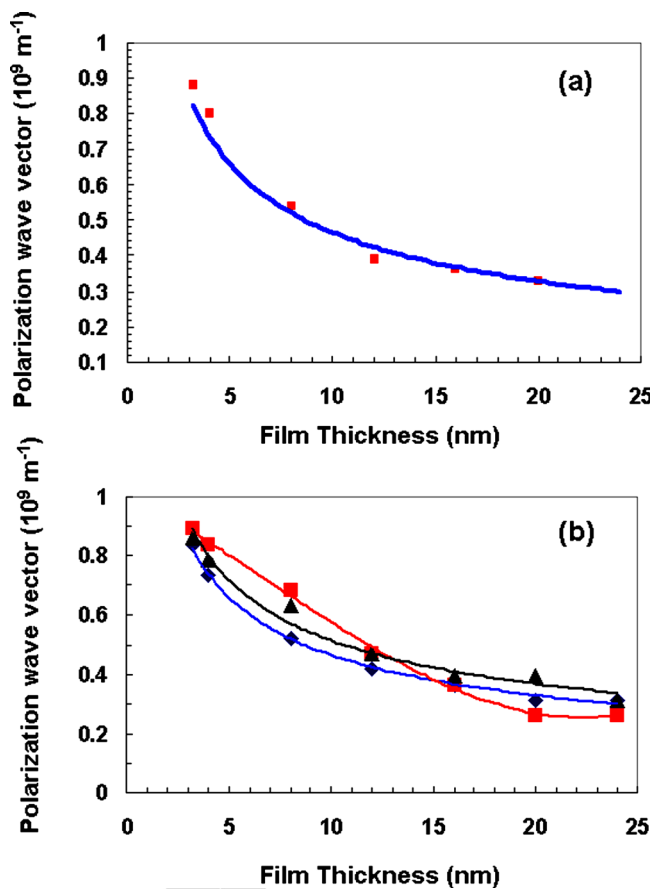 Polarization wave vector (10⁹ m⁻¹)
1
0.9
0.8
0.7
0.6
0.5
0.4
0.3
0.2
0.1
(a)
0 5 10 15 20 25
Film Thickness (nm)
Polarization wave vector (10⁹ m⁻¹)
1
0.8
0.6
0.4
0.2
0
(b)
0 5 10 15 20 25
Film Thickness (nm)